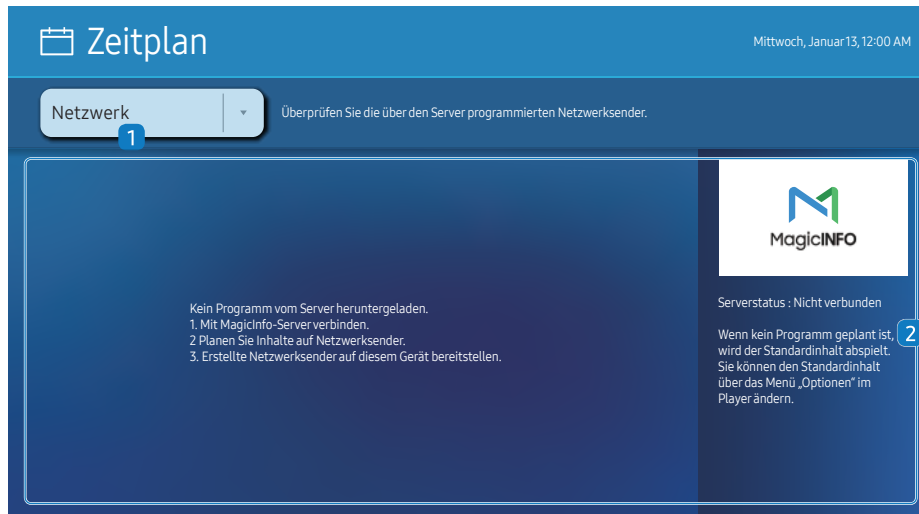 Zeitplan
Mittwoch, Januar 13, 12:00 AM
Netzwerk
1
Überprüfen Sie die über den Server programmierten Netzwerksender.
MagicINFO
Kein Programm vom Server heruntergeladen.
1. Mit MagicInfo-Server verbinden.
2 Planen Sie Inhalte auf Netzwerksender.
3. Erstellte Netzwerksender auf diesem Gerät bereitstellen.
Serverstatus : Nicht verbunden
Wenn kein Programm geplant ist,
2
wird der Standardinhalt abspielt.
Sie können den Standardinhalt
über das Menü „Optionen“ im
Player ändern.